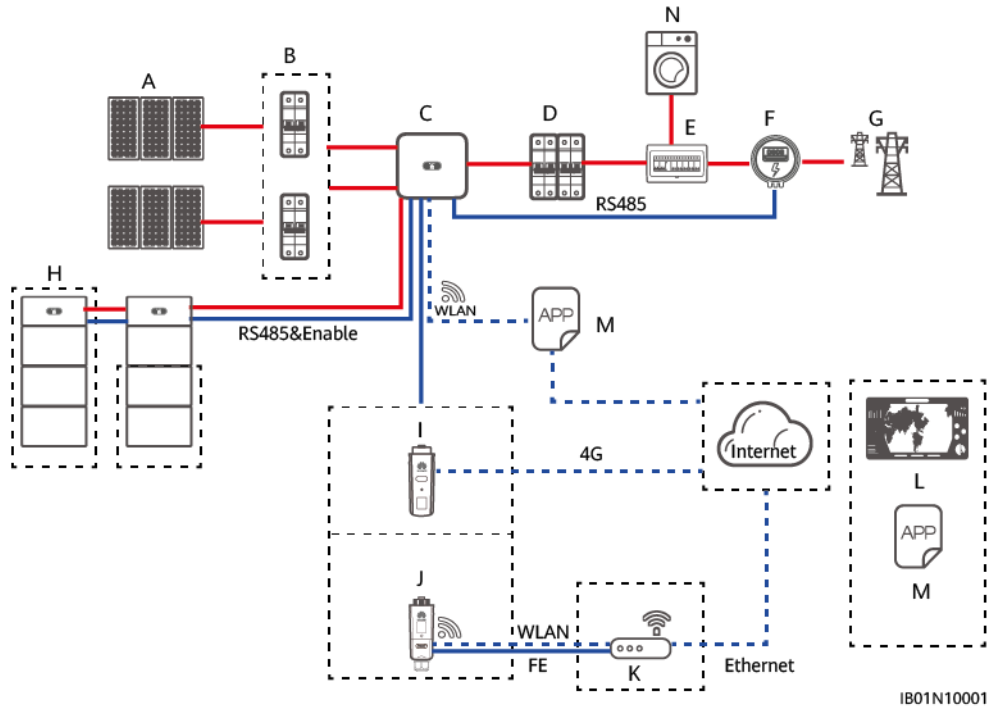 N
B
A
C
D
E
F
G
RS485
H
WLAN
APP
M
RS485&Enable
I
4G
Internet
L
APP
M
J
WLAN
FE
K
Ethernet
IB01N10001